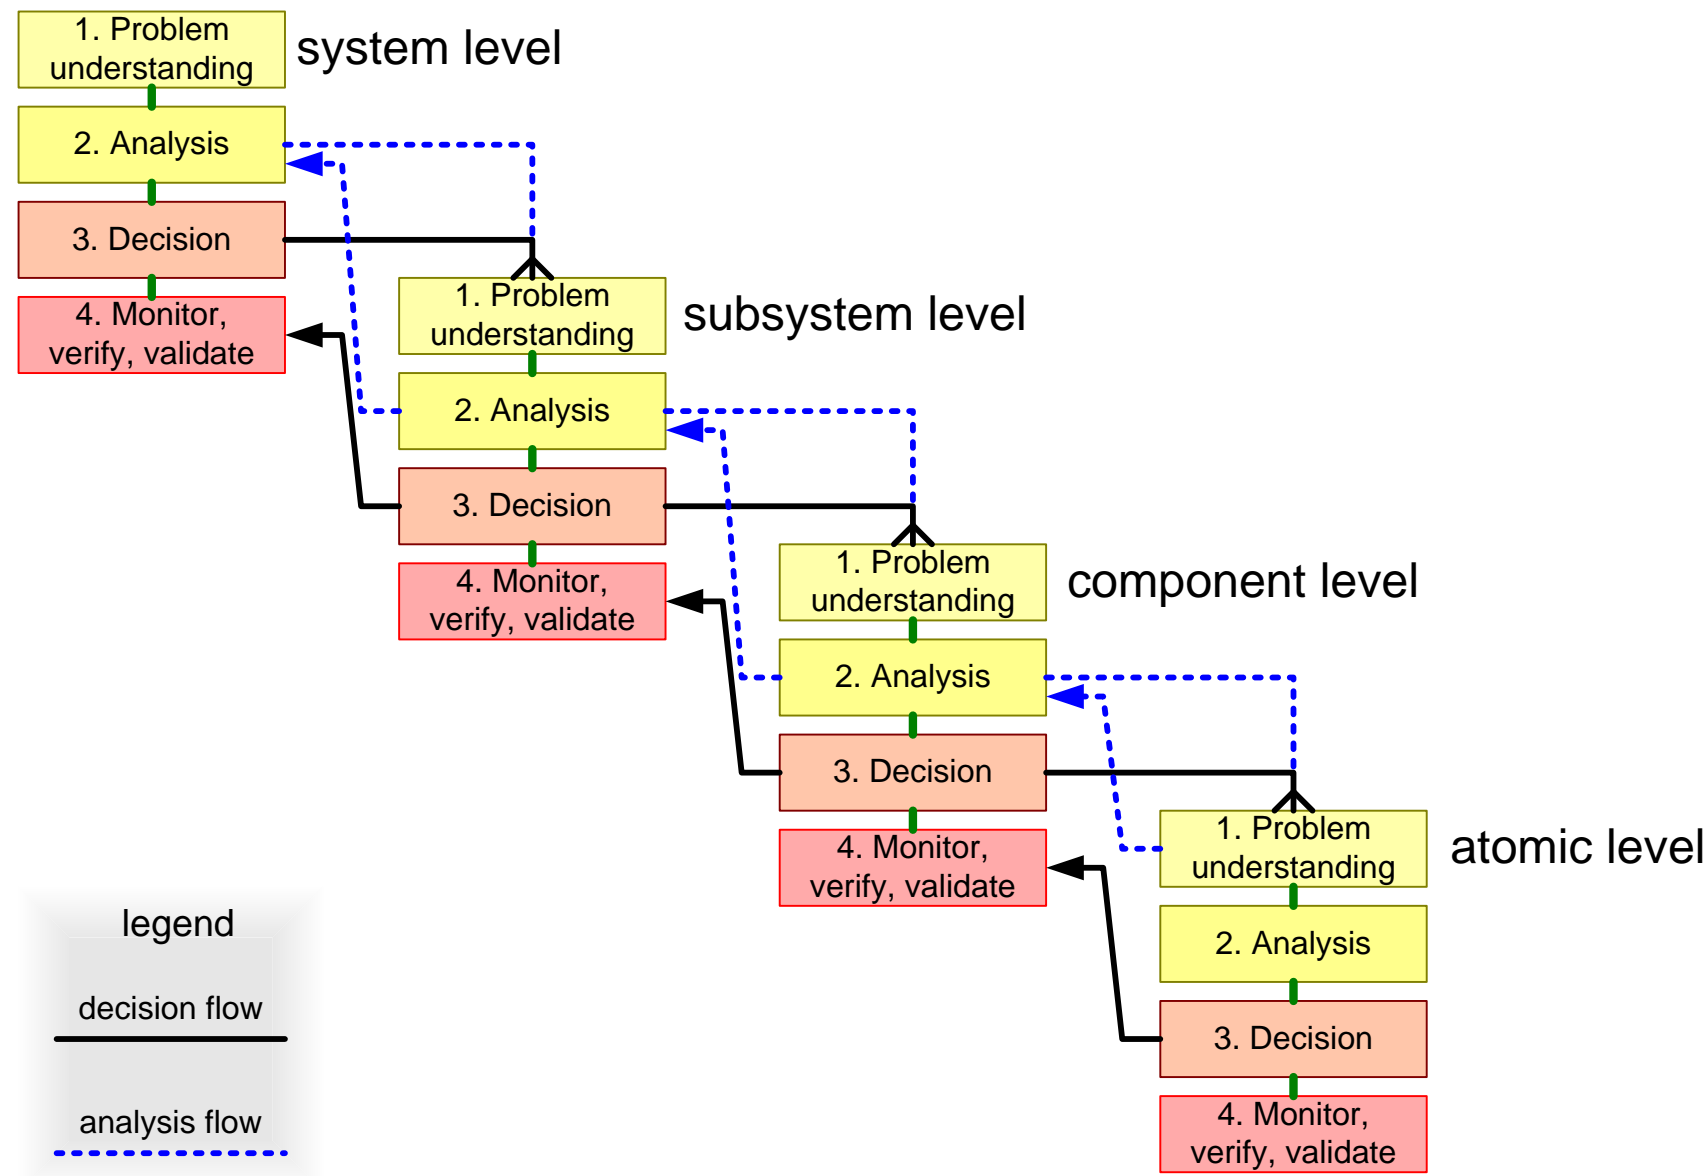 1. Problem
understanding
system level
2. Analysis
3. Decision
4. Monitor,
verify, validate
1. Problem
understanding
subsystem level
2. Analysis
3. Decision
4. Monitor,
verify, validate
1. Problem
understanding
component level
2. Analysis
3. Decision
4. Monitor,
verify, validate
1. Problem
understanding
atomic level
2. Analysis
3. Decision
4. Monitor,
verify, validate
legend
decision flow
analysis flow